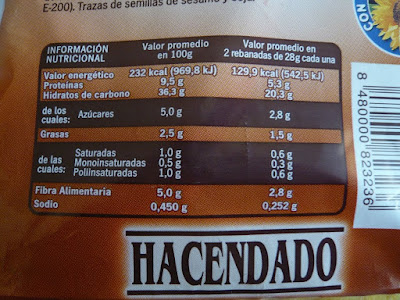 E-200). Trazas de semillas de sésamo y soja.
INFORMACIÓN NUTRICIONAL Valor promedio en 100g Valor promedio en 2 rebanadas de 28g cada una
Valor energético 232 kcal (969,8 kJ) 129,9 kcal (542,5 kJ)
Proteínas 9,5 g 5,3 g
Hidratos de carbono 36,3 g 20,3 g
de los cuales: Azúcares 5,0 g 2,8 g
Grasas 2,5 g 1,5 g
de las cuales: Saturadas 1,0 g 0,6 g
Monoinsaturadas 0,5 g 0,3 g
Poliinsaturadas 1,0 g 0,6 g
Fibra Alimentaria 5,0 g 2,8 g
Sodio 0,450 g 0,252 g
HACENDADO
8 480000 823236
CON